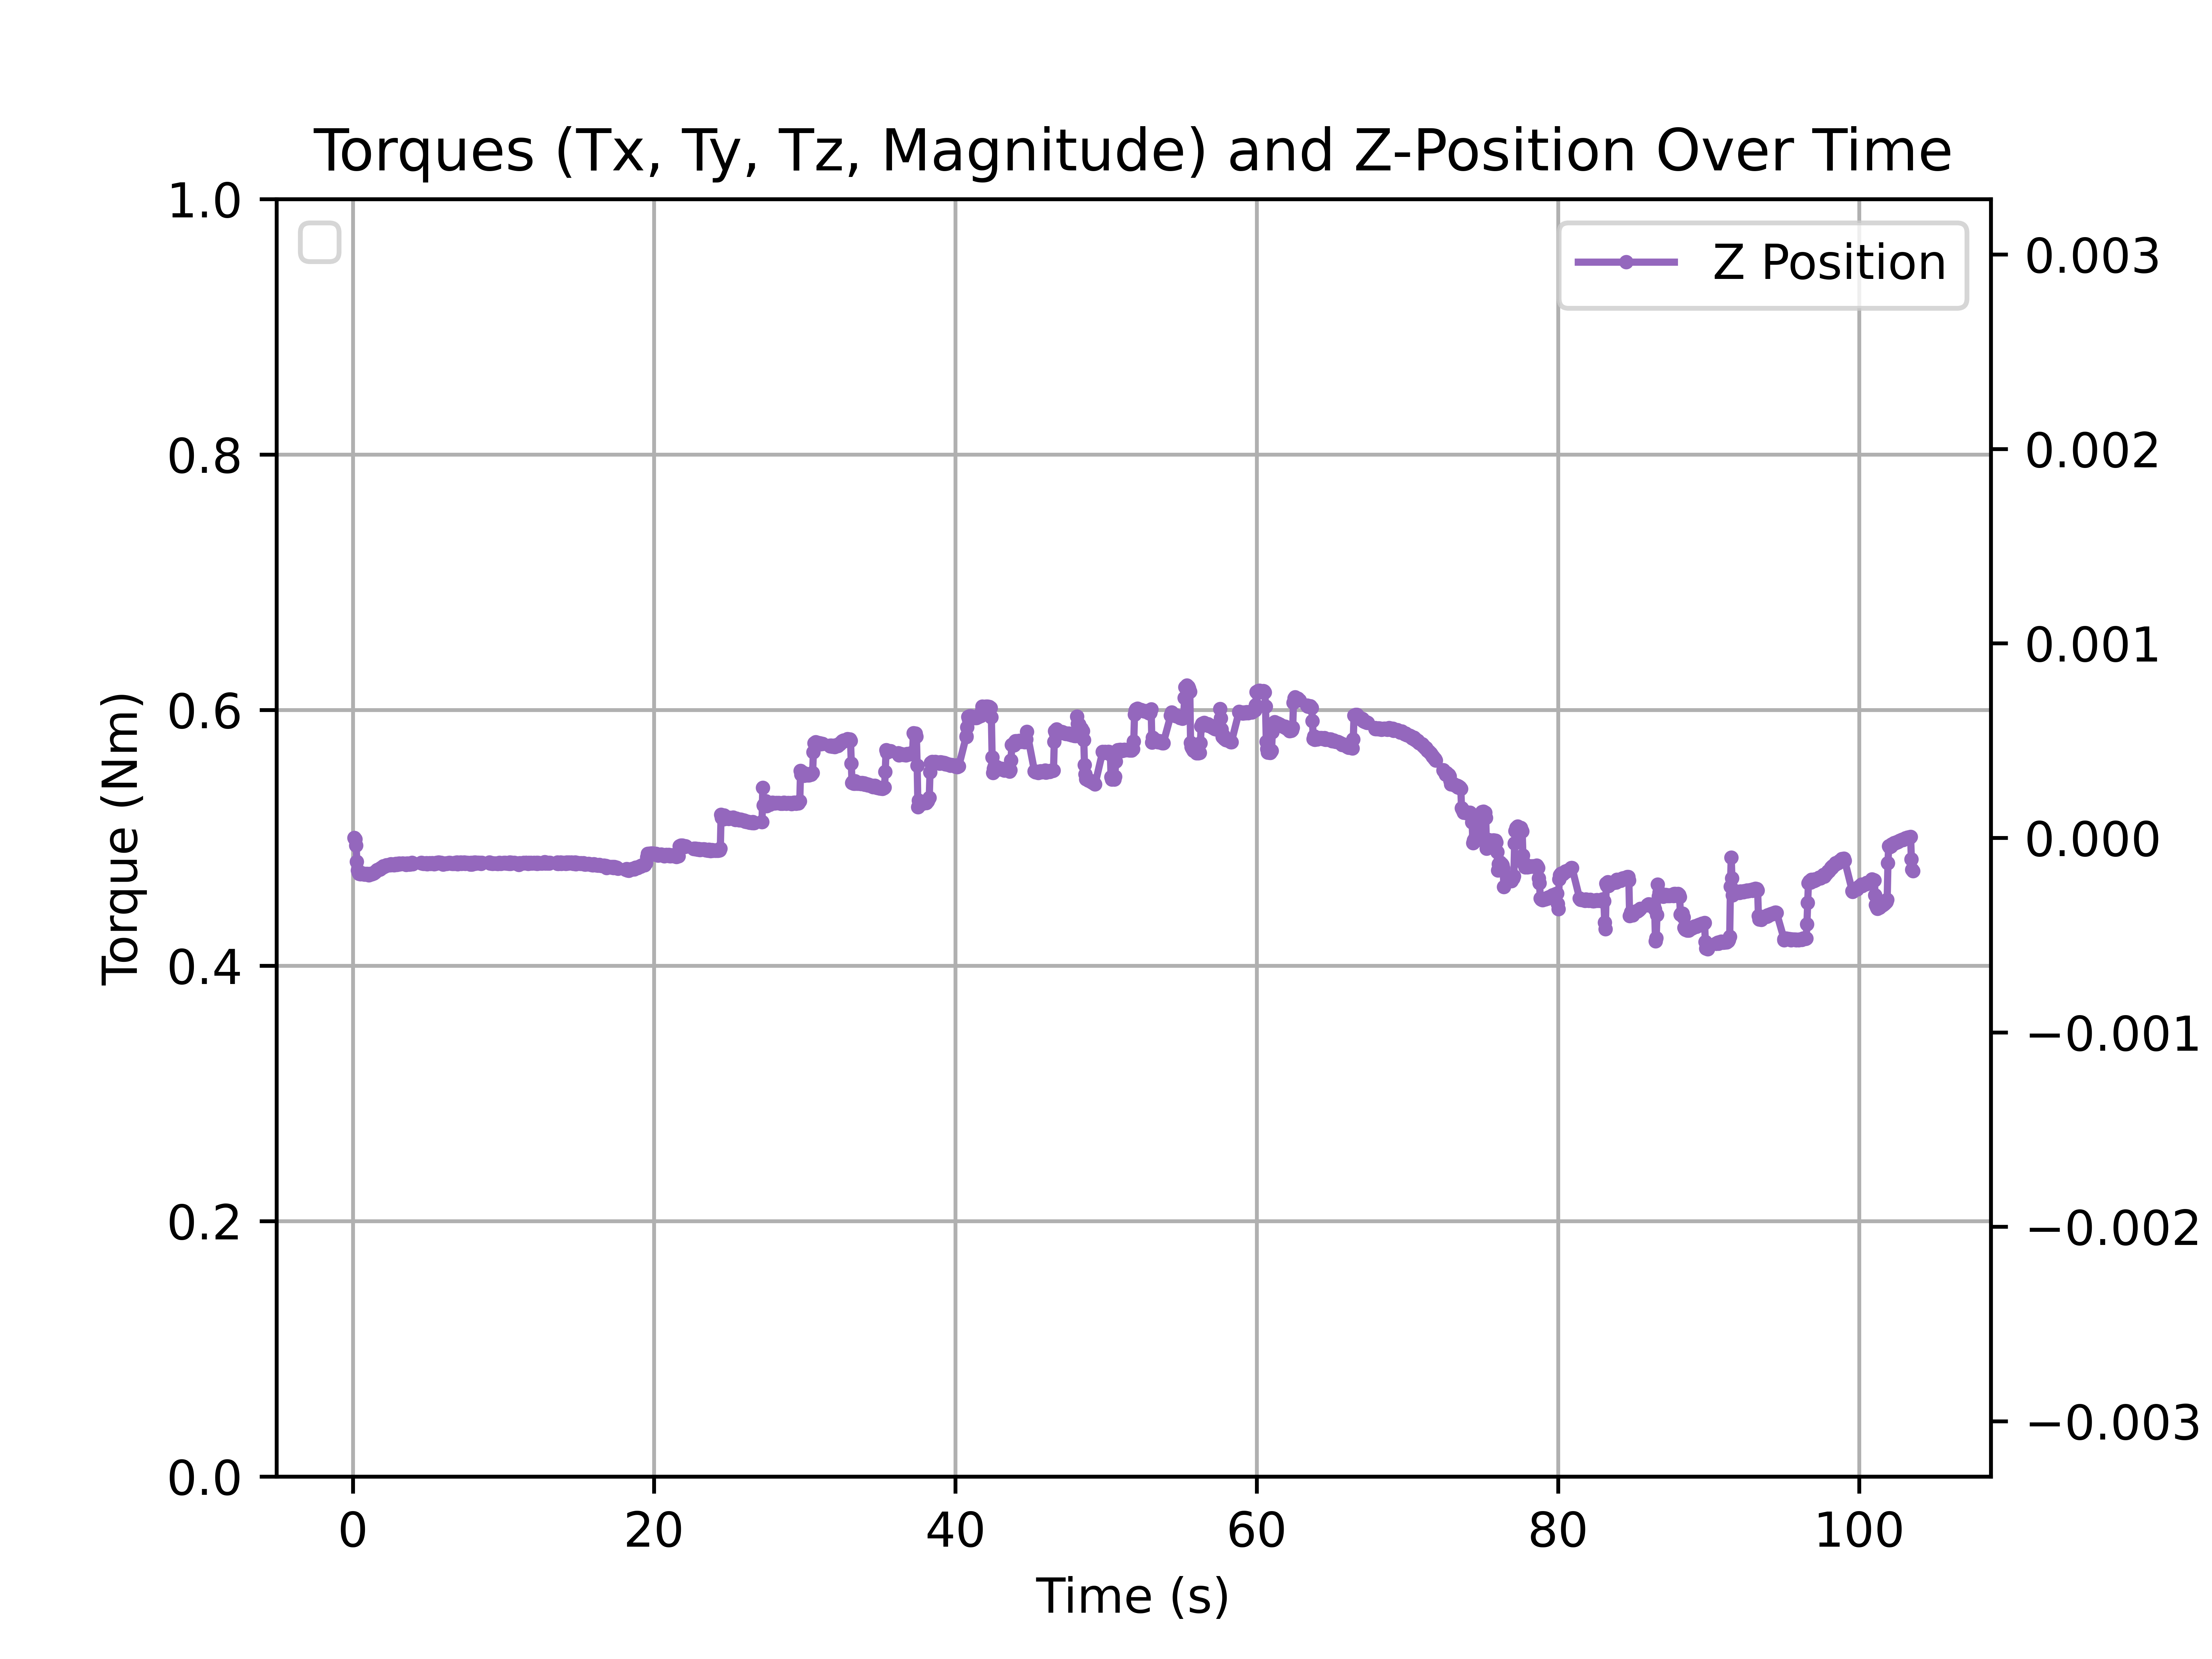 Torques (Tx, Ty, Tz, Magnitude) and Z-Position Over Time
Z Position
Torque (Nm)
1.0
0.8
0.6
0.4
0.2
0.0
0.003
0.002
0.001
0.000
−0.001
−0.002
−0.003
0 20 40 60 80 100
Time (s)